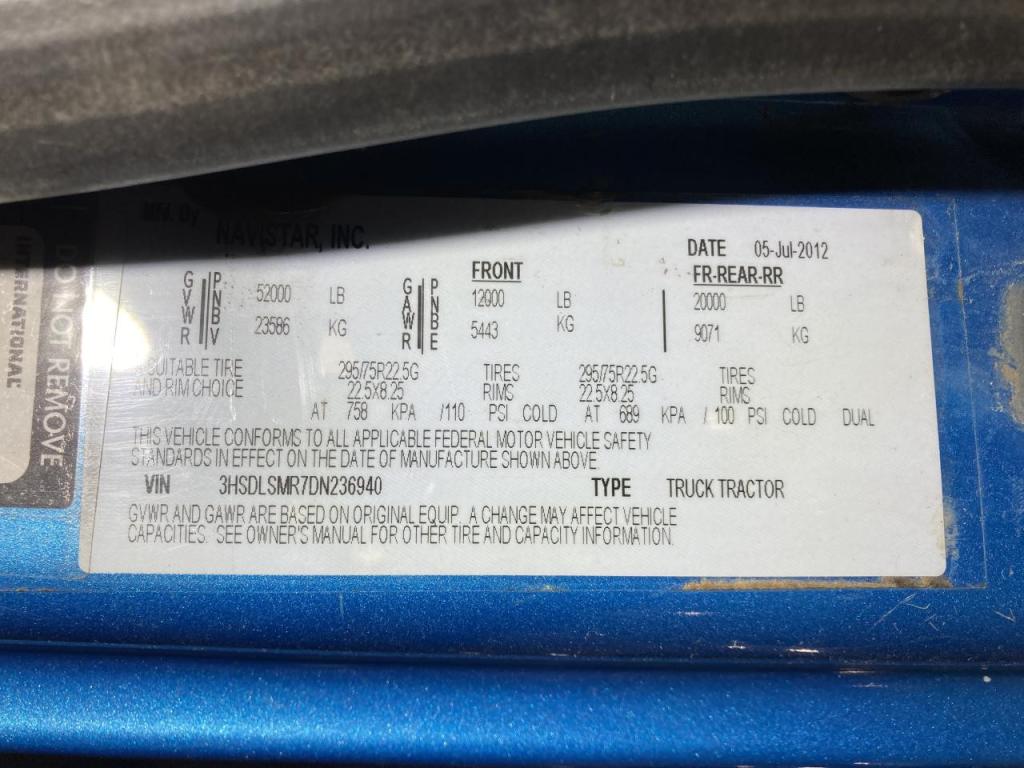 Mfd. By
NAVISTAR, INC.
DATE 05-Jul-2012
FRONT FR-REAR-RR
GVWR PNBV 52000 LB GAWR PNBE 12000 LB 20000 LB
23586 KG 5443 KG 9071 KG
SUITABLE TIRE 295/75R22.5G TIRES 295/75R22.5G TIRES
AND RIM CHOICE 22.5X8.25 RIMS 22.5X8.25 RIMS
AT 758 KPA /110 PSI COLD AT 689 KPA / 100 PSI COLD DUAL
THIS VEHICLE CONFORMS TO ALL APPLICABLE FEDERAL MOTOR VEHICLE SAFETY
STANDARDS IN EFFECT ON THE DATE OF MANUFACTURE SHOWN ABOVE
VIN 3HSDLSMR7DN236940 TYPE TRUCK TRACTOR
GVWR AND GAWR ARE BASED ON ORIGINAL EQUIP. A CHANGE MAY AFFECT VEHICLE
CAPACITIES. SEE OWNER'S MANUAL FOR OTHER TIRE AND CAPACITY INFORMATION.
DO NOT REMOVE
INTERNATIONAL